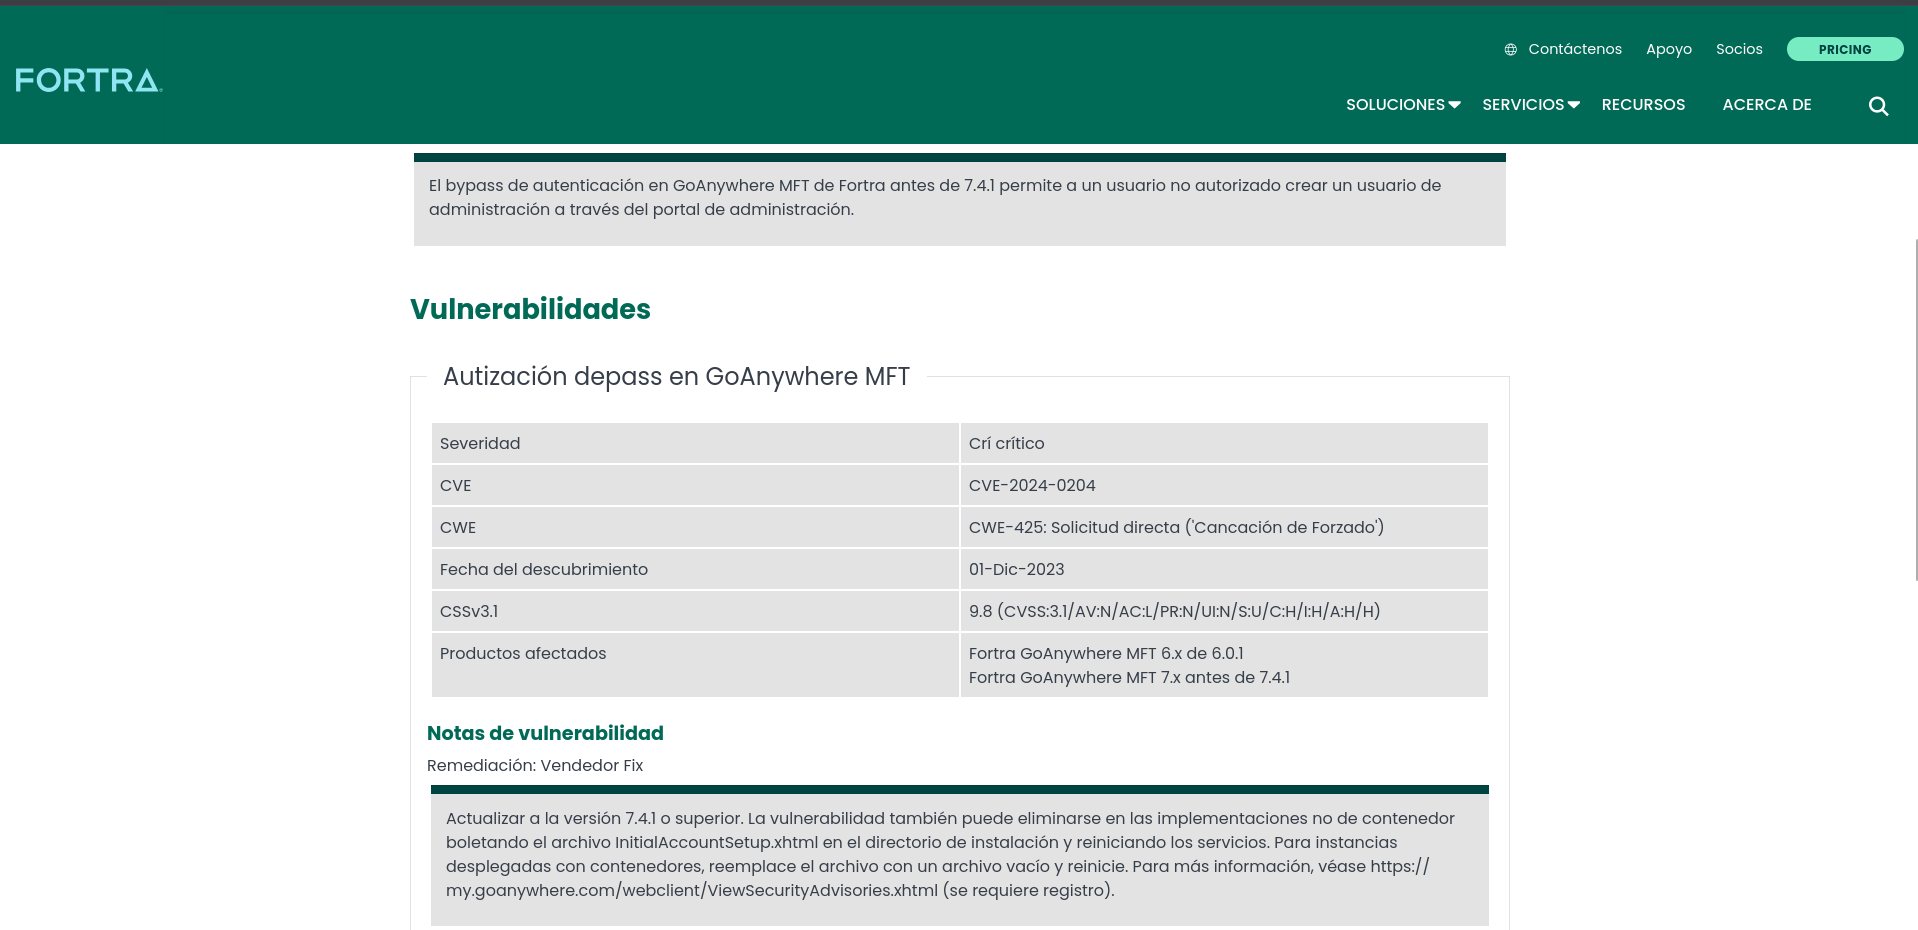 Contáctenos Apoyo Socios PRICING
FORTRA
SOLUCIONES SERVICIOS RECURSOS ACERCA DE
El bypass de autenticación en GoAnywhere MFT de Fortra antes de 7.4.1 permite a un usuario no autorizado crear un usuario de
administración a través del portal de administración.
Vulnerabilidades
Autización depass en GoAnywhere MFT
Severidad Crí crítico
CVE CVE-2024-0204
CWE CWE-425: Solicitud directa ('Cancación de Forzado')
Fecha del descubrimiento 01-Dic-2023
CSSv3.1 9.8 (CVSS:3.1/AV:N/AC:L/PR:N/UI:N/S:U/C:H/I:H/A:H/H)
Productos afectados Fortra GoAnywhere MFT 6.x de 6.0.1
Fortra GoAnywhere MFT 7.x antes de 7.4.1
Notas de vulnerabilidad
Remediación: Vendedor Fix
Actualizar a la versión 7.4.1 o superior. La vulnerabilidad también puede eliminarse en las implementaciones no de contenedor
boletando el archivo InitialAccountSetup.xhtml en el directorio de instalación y reiniciando los servicios. Para instancias
desplegadas con contenedores, reemplace el archivo con un archivo vacío y reinicie. Para más información, véase https://
my.goanywhere.com/webclient/ViewSecurityAdvisories.xhtml (se requiere registro).